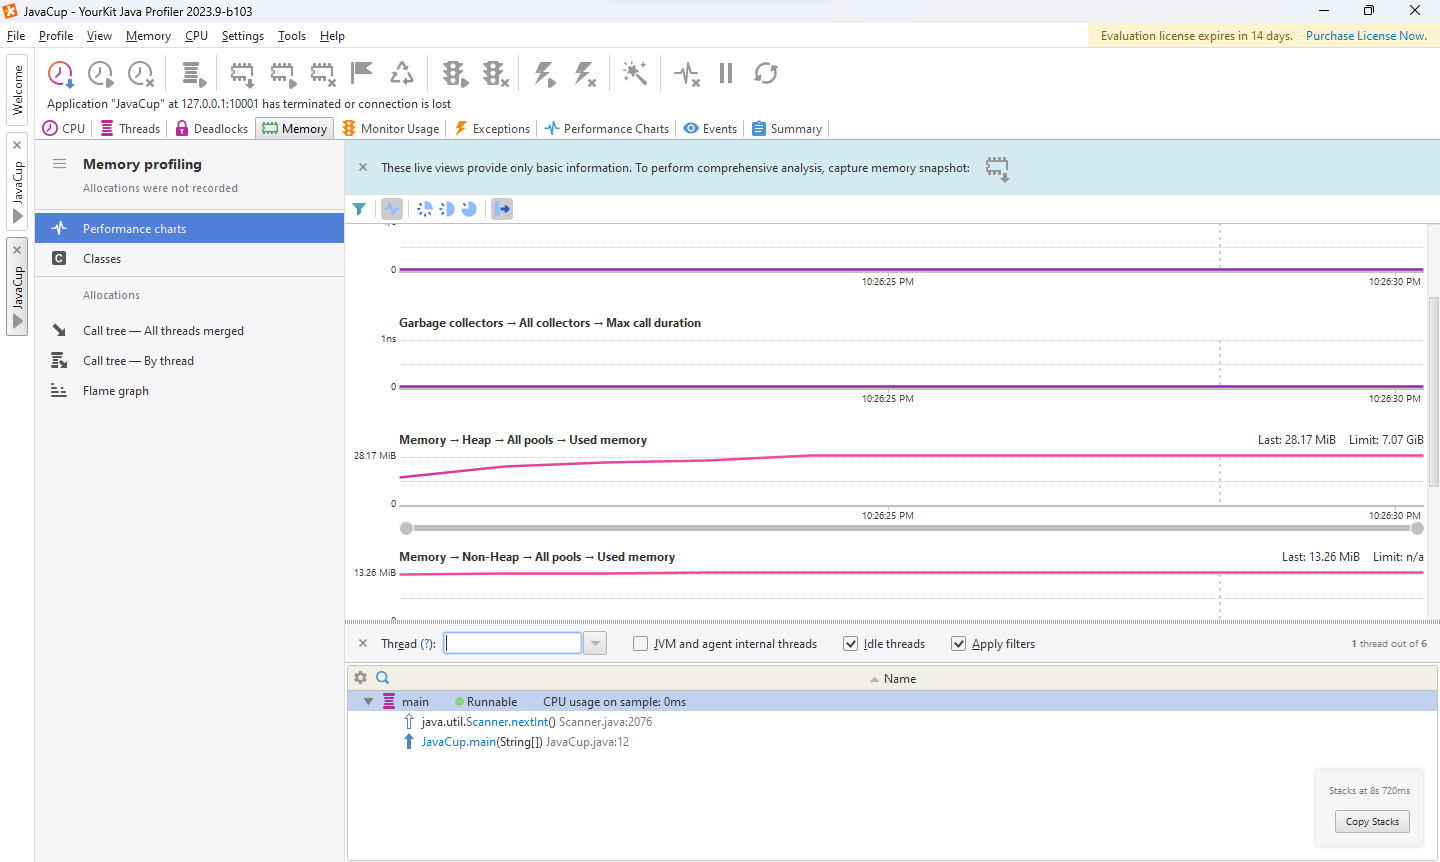 JavaCup - YourKit Java Profiler 2023.9-b103
File Profile View Memory CPU Settings Tools Help
Evaluation license expires in 14 days. Purchase License Now.
Welcome
JavaCup
JavaCup
Application "JavaCup" at 127.0.0.1:10001 has terminated or connection is lost
CPU Threads Deadlocks Memory Monitor Usage Exceptions Performance Charts Events Summary
Memory profiling
Allocations were not recorded
Performance charts
C Classes
Allocations
Call tree — All threads merged
Call tree — By thread
Flame graph
These live views provide only basic information. To perform comprehensive analysis, capture memory snapshot:
0
10:26:25 PM 10:26:30 PM
Garbage collectors → All collectors → Max call duration
1ns
0
10:26:25 PM 10:26:30 PM
Memory → Heap → All pools → Used memory Last: 28.17 MiB Limit: 7.07 GiB
28.17 MiB
0
10:26:25 PM 10:26:30 PM
Memory → Non-Heap → All pools → Used memory Last: 13.26 MiB Limit: n/a
13.26 MiB
0
Thread (?): JVM and agent internal threads Idle threads Apply filters 1 thread out of 6
Name
main Runnable CPU usage on sample: 0ms
java.util.Scanner.nextInt() Scanner.java:2076
JavaCup.main(String[]) JavaCup.java:12
Stacks at 8s 720ms
Copy Stacks